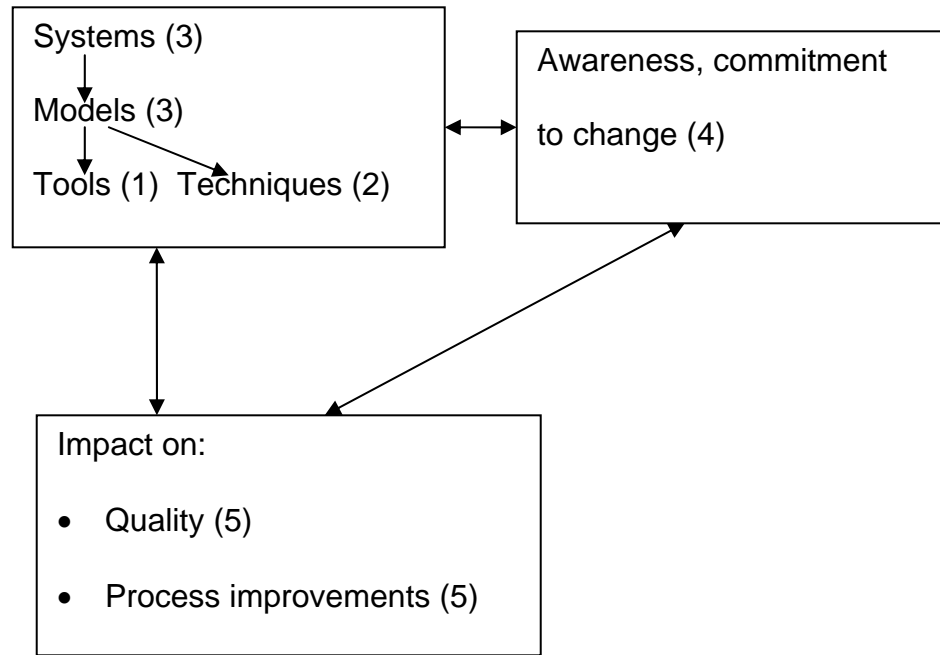 Systems (3)
Models (3)
Tools (1)  Techniques (2)
Awareness, commitment
to change (4)
Impact on:
• Quality (5)
• Process improvements (5)